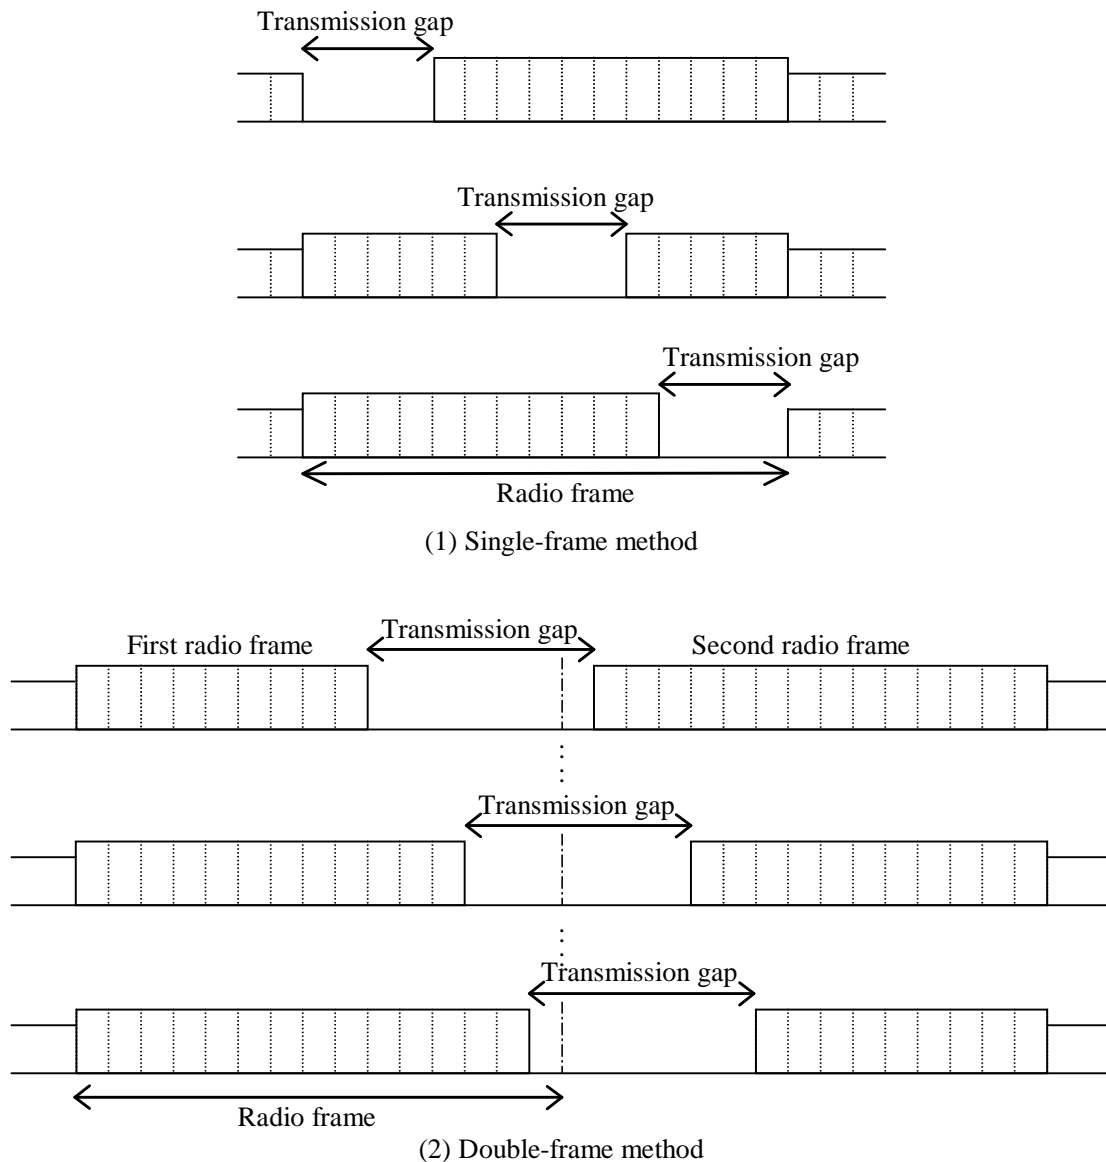 Transmission gap
Transmission gap
Transmission gap
Radio frame
(1) Single-frame method
First radio frame
Transmission gap
Second radio frame
Transmission gap
Transmission gap
Radio frame
(2) Double-frame method